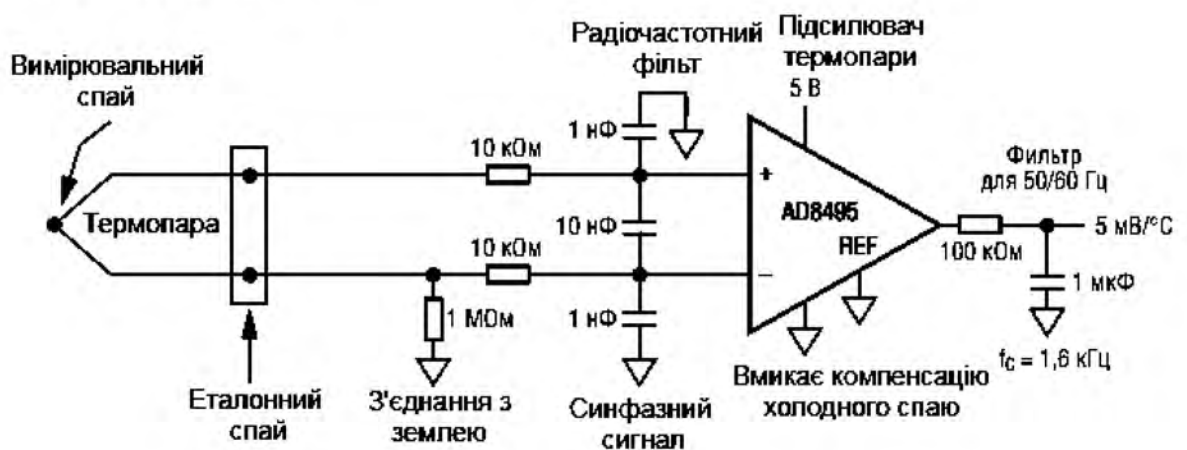 Вимірювальний
спай
Термопара
Еталонний
спай
10 кОм
10 кОм
1 МОм
З'єднання з
землею
Радіочастотний
фільт
1 нФ
10 нФ
1 нФ
Синфазний
сигнал
Підсилювач
термопари
5 В
+
AD8495
REF
–
Вмикає компенсацію
холодного спаю
Фильтр
для 50/60 Гц
100 кОм
5 мВ/°C
1 мкФ
fc = 1,6 кГц